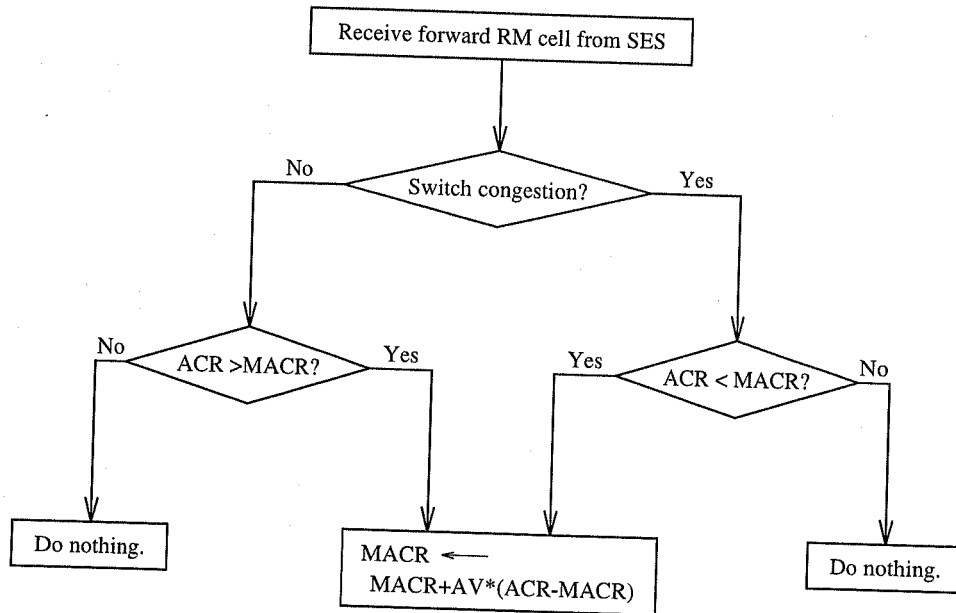 Receive forward RM cell from SES
No
Switch congestion?
Yes
No
ACR >MACR?
Yes
Yes
ACR < MACR?
No
Do nothing.
MACR ←
MACR+AV*(ACR-MACR)
Do nothing.